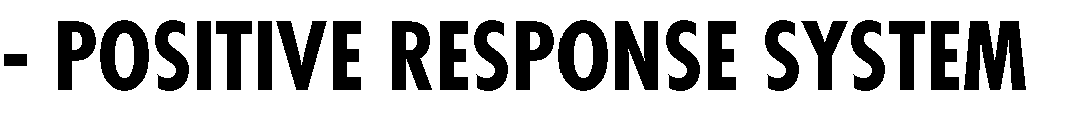 - POSITIVE RESPONSE SYSTEM